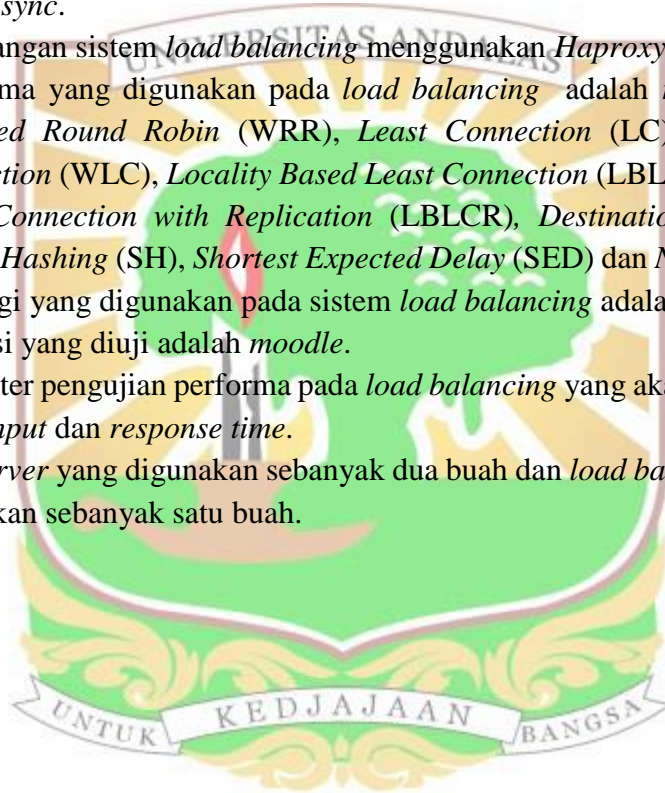 sync.
UNIVERSITAS ANDALAS
angan sistem load balancing menggunakan Haproxy
ma yang digunakan pada load balancing adalah
ed Round Robin (WRR), Least Connection (LC)
ction (WLC), Locality Based Least Connection (LBL
Connection with Replication (LBLCR), Destinatio
Hashing (SH), Shortest Expected Delay (SED) dan N
gi yang digunakan pada sistem load balancing adala
si yang diuji adalah moodle.
ter pengujian performa pada load balancing yang ak
nput dan response time.
rver yang digunakan sebanyak dua buah dan load ba
kan sebanyak satu buah.
UNTUK KEDJAJAAN BANGSA